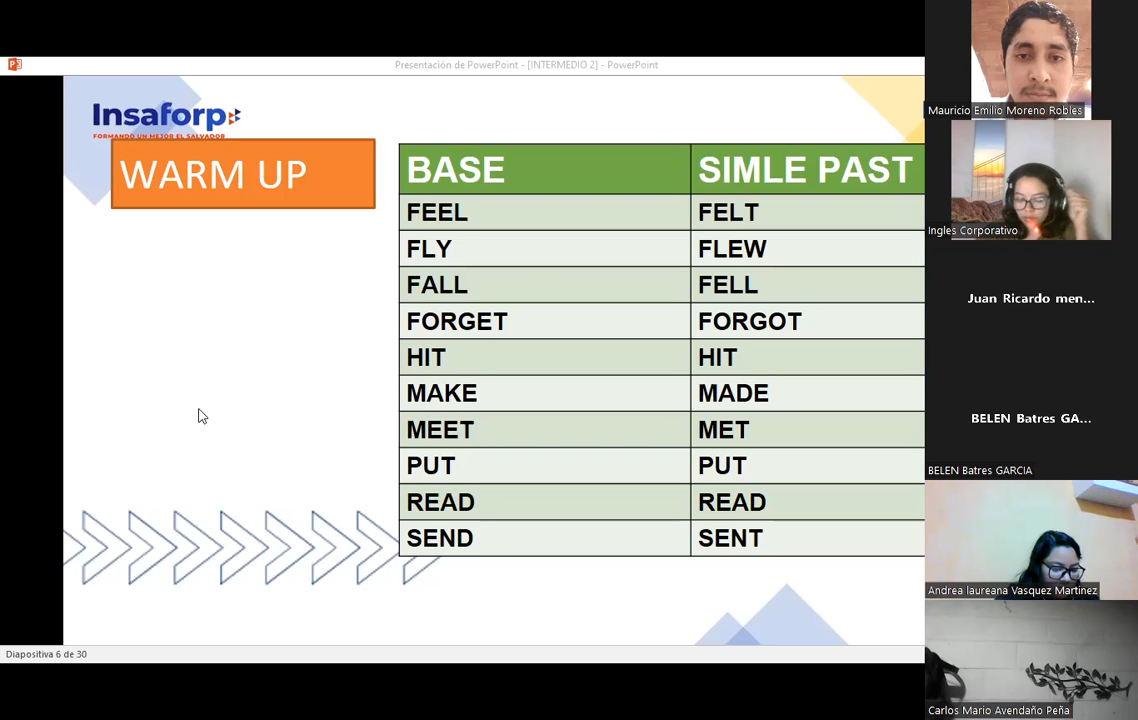 Presentación de PowerPoint - [INTERMEDIO 2] - PowerPoint
Insaforp
FORMANDO UN MEJOR EL SALVADOR
WARM UP
BASE SIMLE PAST
FEEL FELT
FLY FLEW
FALL FELL
FORGET FORGOT
HIT HIT
MAKE MADE
MEET MET
PUT PUT
READ READ
SEND SENT
Diapositiva 6 de 30
Mauricio Emilio Moreno Robles
Ingles Corporativo
Juan Ricardo men...
BELEN Batres GA...
BELEN Batres GARCIA
Andrea laureana Vasquez Martinez
Carlos Mario Avendaño Peña